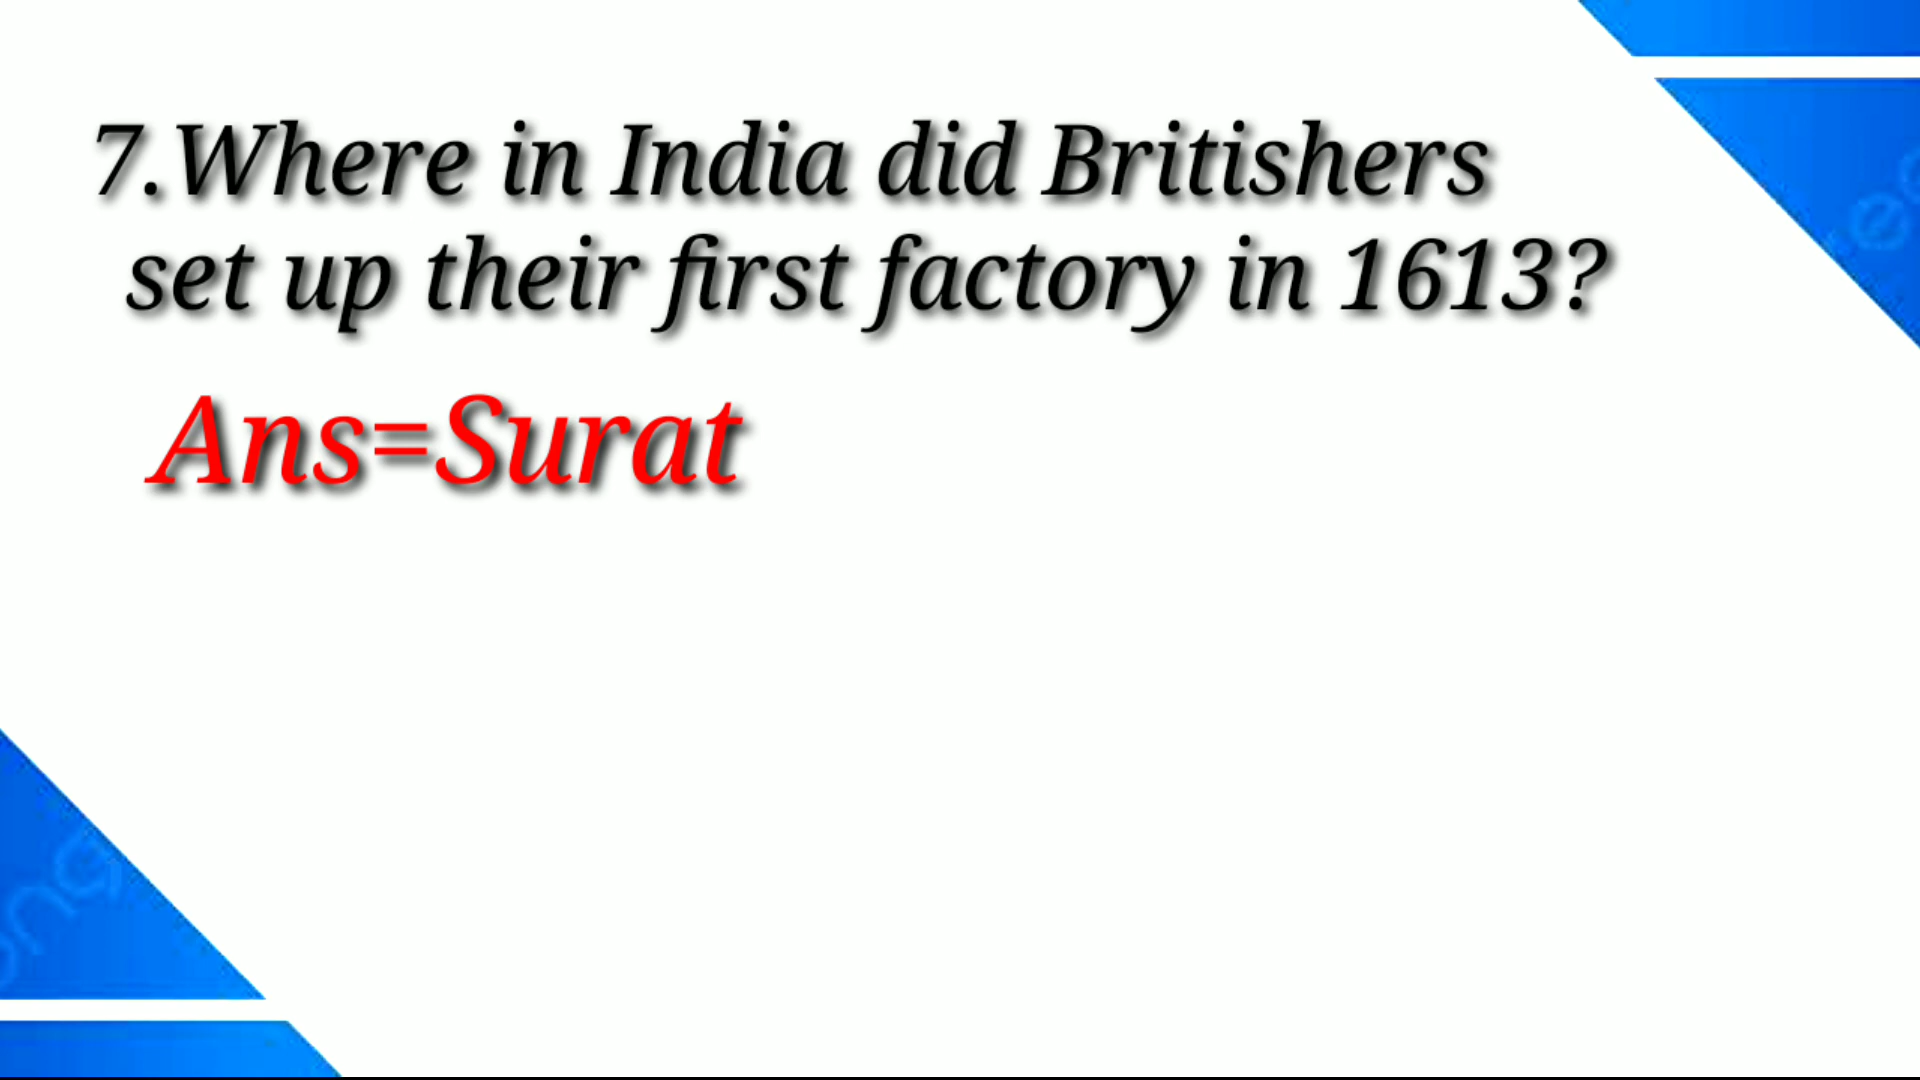 7.Where in India did Britishers
set up their first factory in 1613?
Ans=Surat